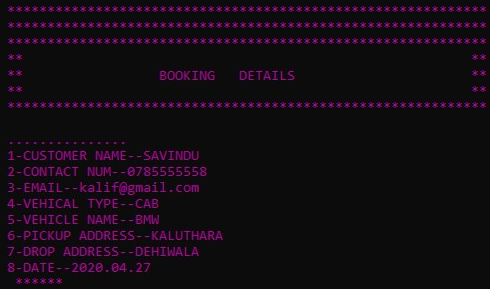 ************************************************************
************************************************************
************************************************************
** **
** BOOKING DETAILS **
** **
************************************************************
...............
1-CUSTOMER NAME--SAVINDU
2-CONTACT NUM--0785555558
3-EMAIL--kalif@gmail.com
4-VEHICAL TYPE--CAB
5-VEHICLE NAME--BMW
6-PICKUP ADDRESS--KALUTHARA
7-DROP ADDRESS--DEHIWALA
8-DATE--2020.04.27
******